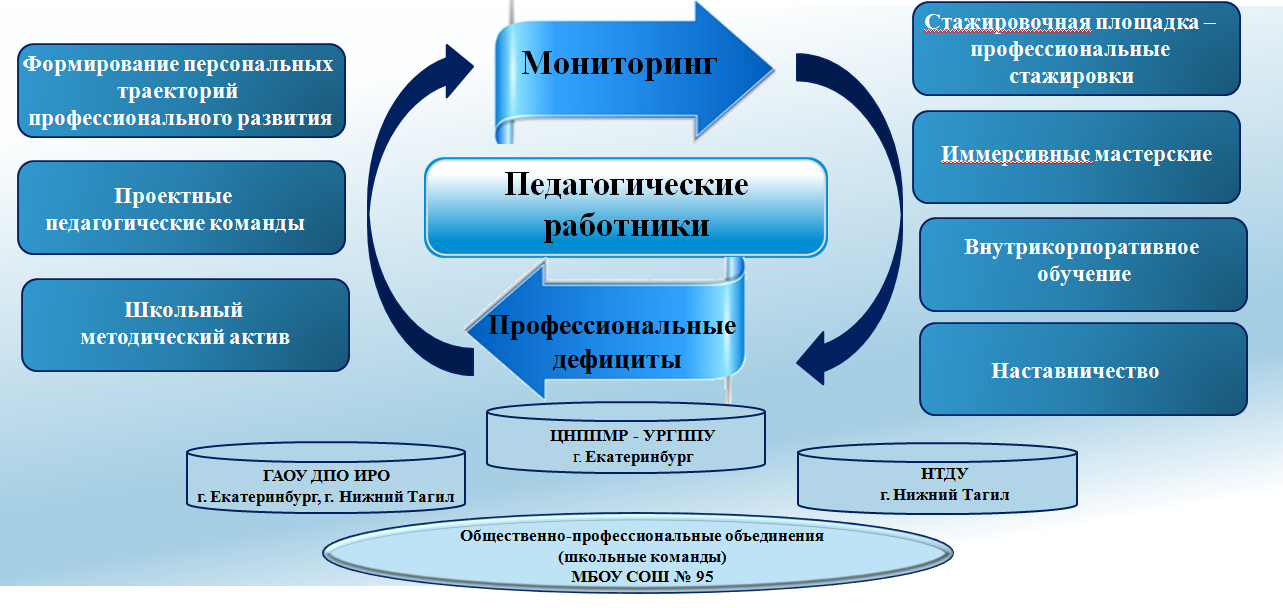 Формирование персональных
траекторий
профессионального развития
Проектные
педагогические команды
Школьный
методический актив
Мониторинг
Педагогические
работники
Профессиональные
дефициты
Стажировочная площадка –
профессиональные
стажировки
Иммерсивные мастерские
Внутрикорпоративное
обучение
Наставничество
ЦНППМР - УРГППУ
г. Екатеринбург
ГАОУ ДПО ИРО
г. Екатеринбург, г. Нижний Тагил
НТДУ
г. Нижний Тагил
Общественно-профессиональные объединения
(школьные команды)
МБОУ СОШ № 95